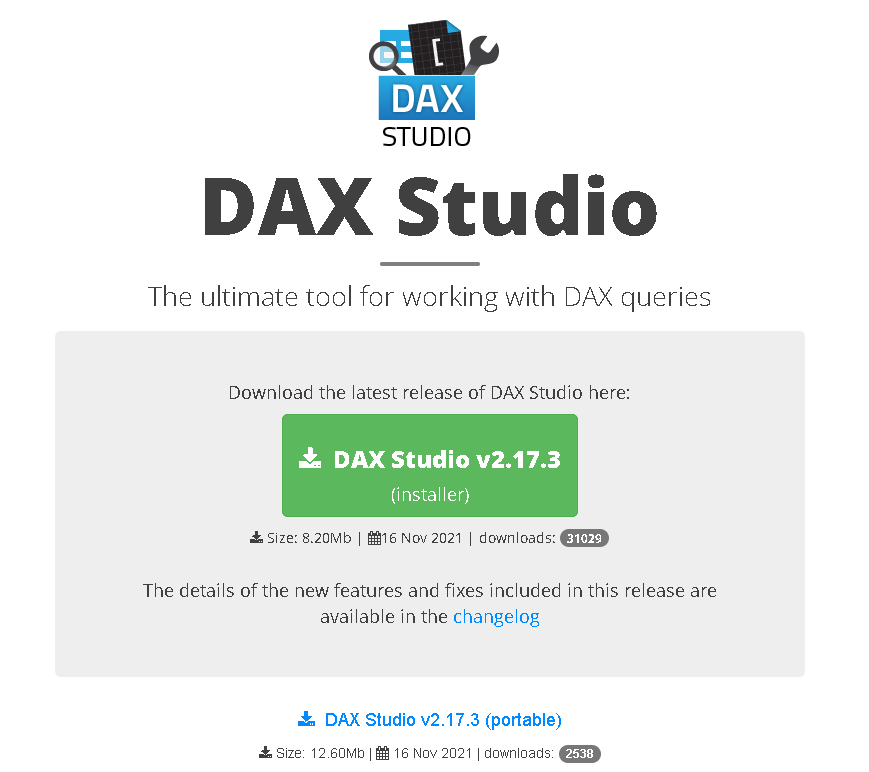 [
DAX
STUDIO
DAX Studio
The ultimate tool for working with DAX queries
Download the latest release of DAX Studio here:
DAX Studio v2.17.3
(installer)
Size: 8.20Mb | 16 Nov 2021 | downloads: 31029
The details of the new features and fixes included in this release are
available in the changelog
DAX Studio v2.17.3 (portable)
Size: 12.60Mb | 16 Nov 2021 | downloads: 2538